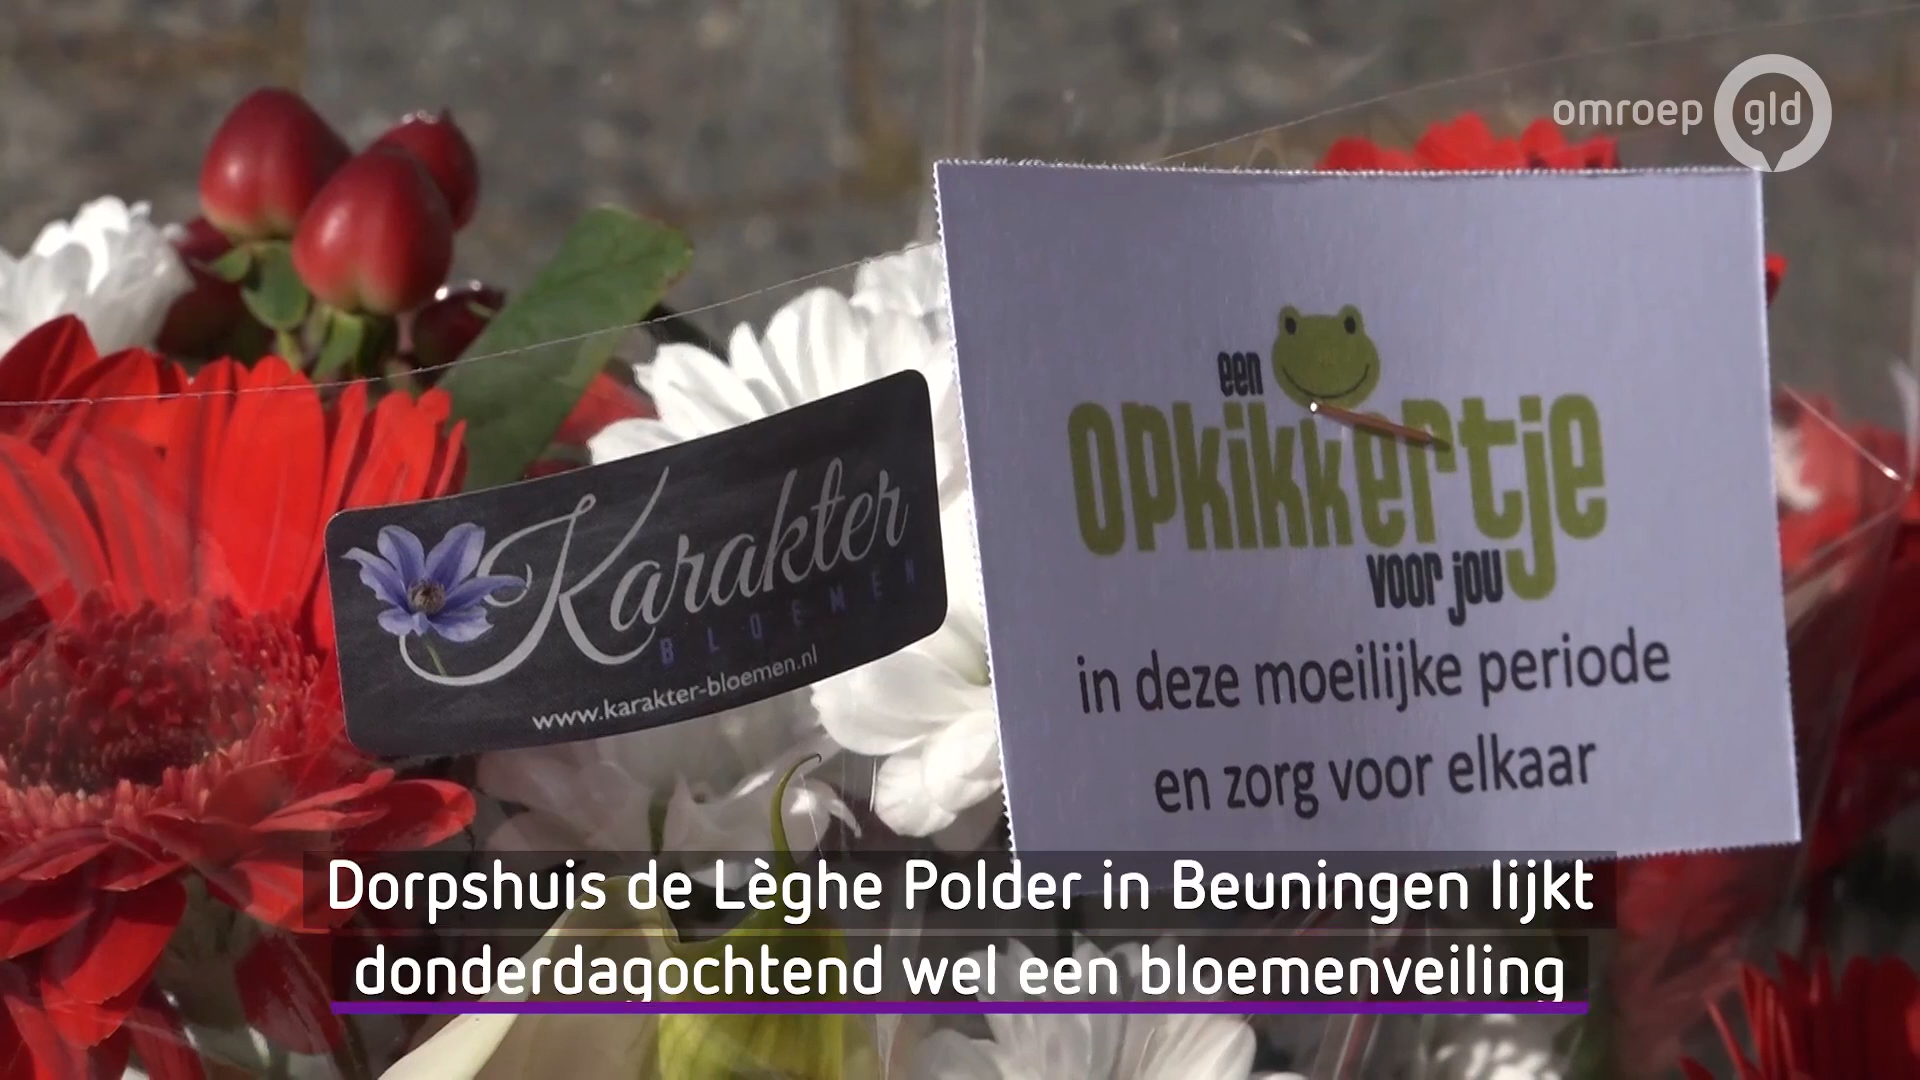 omroep gld
een
opkikkertje
voor jou
in deze moeilijke periode
en zorg voor elkaar
Karakter
BLOEMEN
www.karakter-bloemen.nl
Dorpshuis de Lèghe Polder in Beuningen lijkt
donderdagochtend wel een bloemenveiling